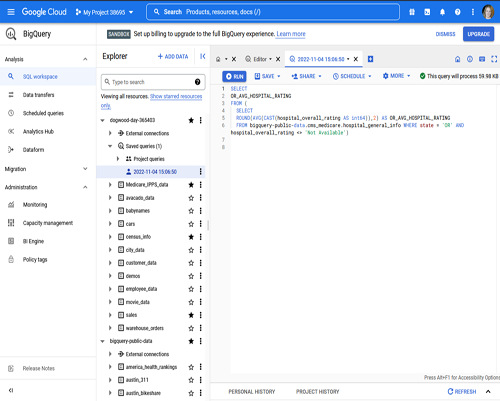 Google Cloud
My Project 38693
Search Products, resources, docs (/)
BigQuery
SANDBOX Set up billing to upgrade to the full BigQuery experience. Learn more
DISMISS
UPGRADE
Analysis
SQL workspace
Data transfers
Scheduled queries
Analytics Hub
Dataform
Migration
Administration
Monitoring
Capacity management
BI Engine
Policy tags
Release Notes
Explorer
+ ADD DATA
Type to search
Viewing all resources. Show starred resources
only.
dogwood-day-365403
External connections
Saved queries (1)
Project queries
2022-11-04 15:06:50
Medicare_IPPS_data
avacado_data
babynames
cars
census_info
city_data
customer_data
demos
employee_data
movie_data
sales
warehouse_orders
bigquery-public-data
External connections
america_health_rankings
austin_311
austin_bikeshare
Editor
2022-11-04 15:06:50
RUN
SAVE
SHARE
SCHEDULE
MORE
This query will process 59.98 KB
1 SELECT
2 OR_AVG_HOSPITAL_RATING
3 FROM (
4 SELECT
5 ROUND(AVG(CAST(hospital_overall_rating AS int64)),2) AS OR_AVG_HOSPITAL_RATING
6 FROM bigquery-public-data.cms_medicare.hospital_general_info WHERE state = 'OR' AND
hospital_overall_rating <> 'Not Available')
7
8
Press Alt+F1 for Accessibility Options
PERSONAL HISTORY
PROJECT HISTORY
REFRESH